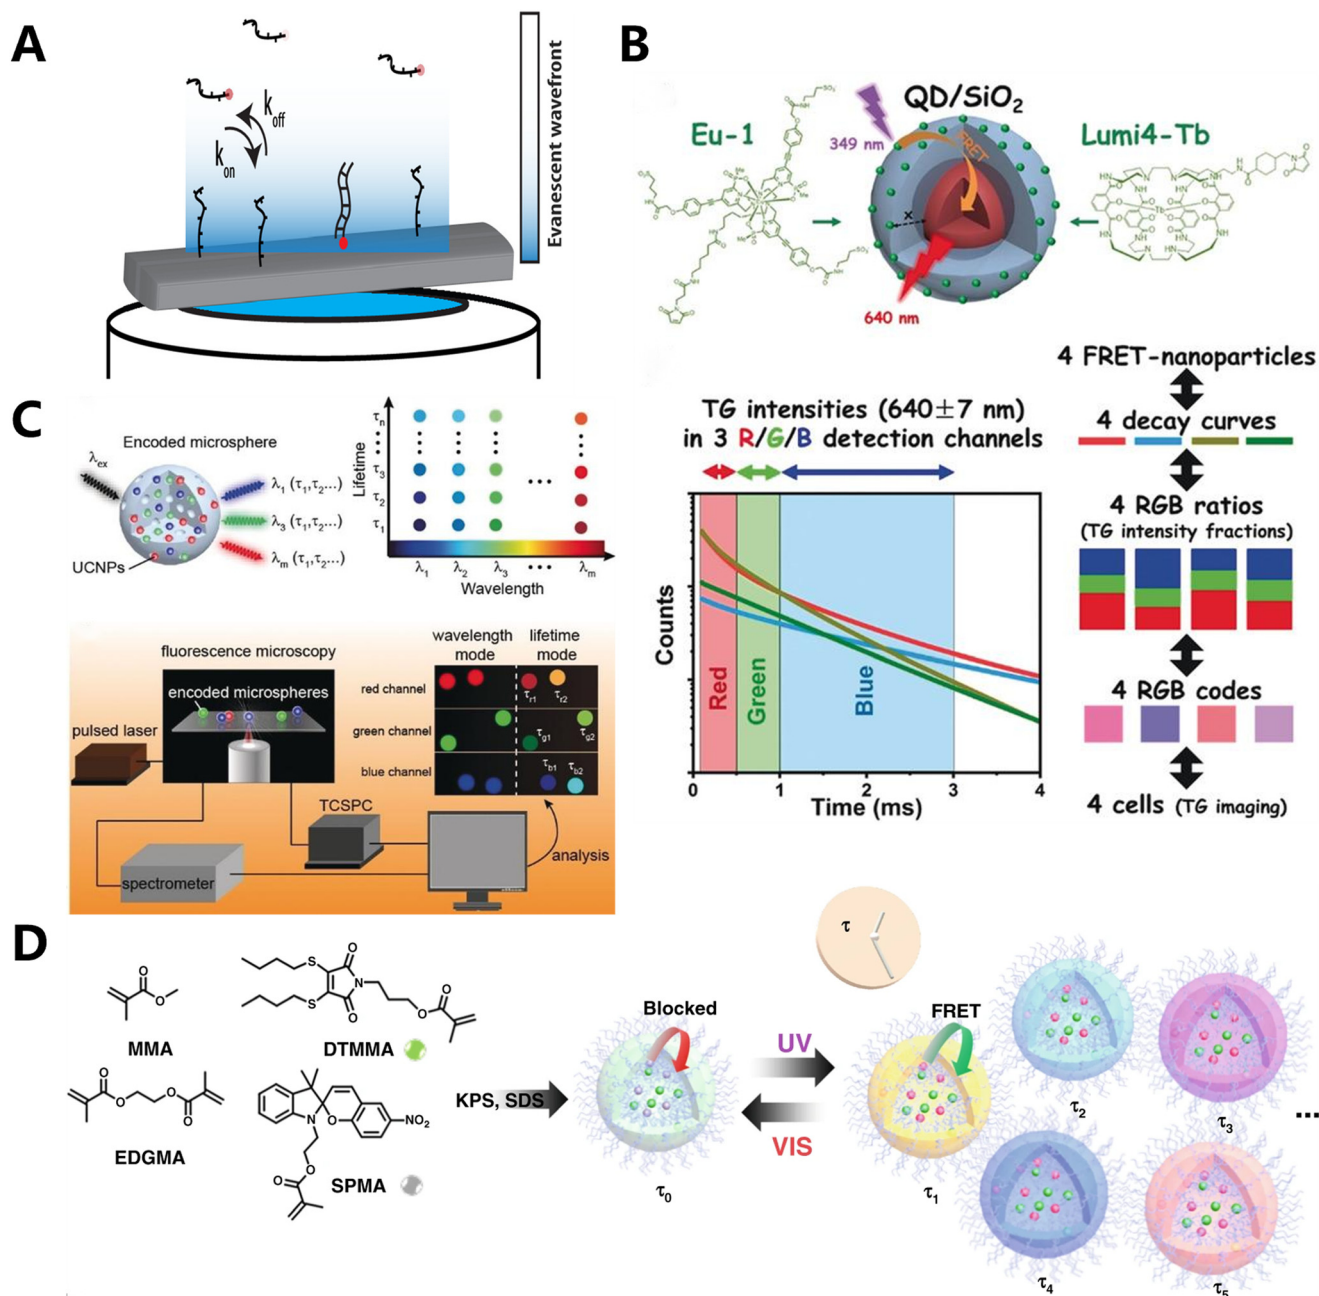 A
k_off
k_on
Evanescent wavefront
B
Eu-1
349 nm
QD/SiO₂
FRET
x
640 nm
Lumi4-Tb
TG intensities (640±7 nm)
in 3 R/G/B detection channels
Counts
Red
Green
Blue
0
1
2
3
4
Time (ms)
4 FRET-nanoparticles
4 decay curves
4 RGB ratios
(TG intensity fractions)
4 RGB codes
4 cells (TG imaging)
C
Encoded microsphere
λex
λ1 (τ1,τ2...)
λ3 (τ1,τ2...)
λm (τ1,τ2...)
UCNPs
Lifetime
τn
τ3
τ2
τ1
λ1
λ2
λ3
λm
Wavelength
fluorescence microscopy
encoded microspheres
pulsed laser
TCSPC
spectrometer
analysis
wavelength mode
lifetime mode
red channel
τr1
τr2
green channel
τg1
τg2
blue channel
τb1
τb2
D
MMA
DTMMA
EDGMA
SPMA
NO₂
KPS, SDS
Blocked
τ0
UV
VIS
τ
FRET
τ1
τ2
τ3
τ4
τ5
...